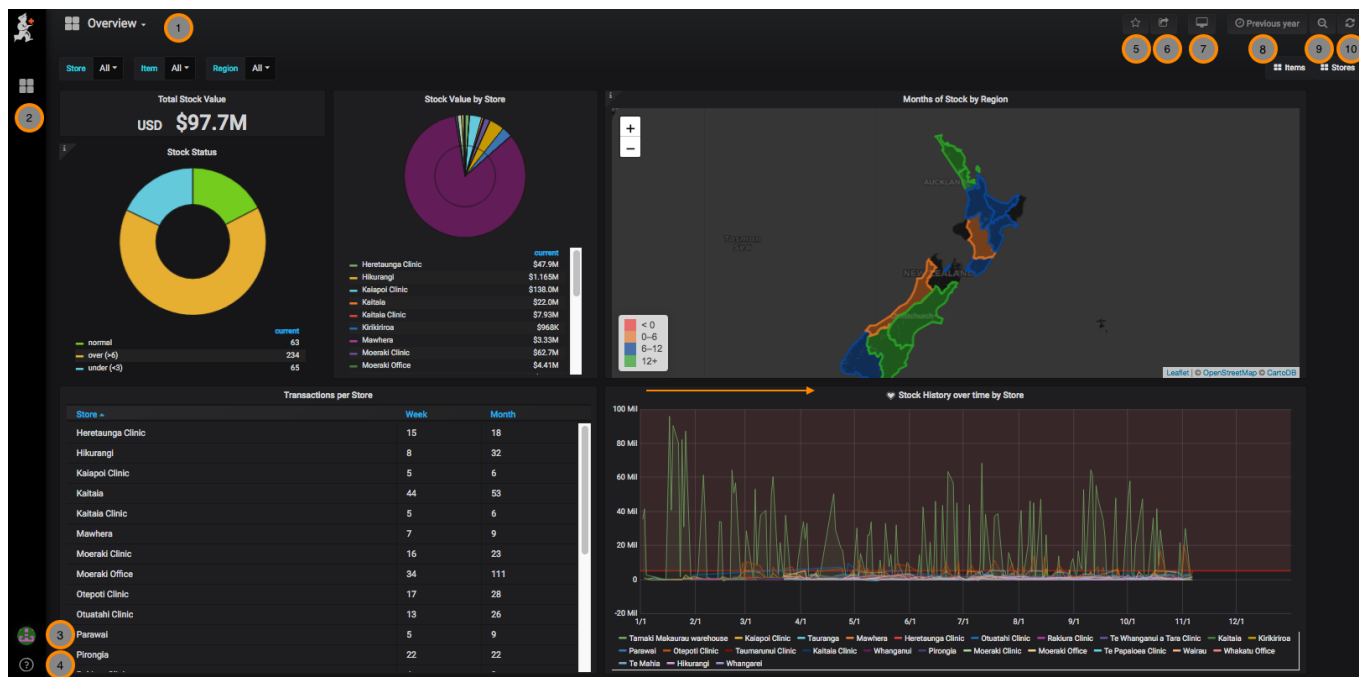 Overview
1
5 6 7 8 9 10
Previous year
Store All Item All Region All
Items Stores
2
Total Stock Value
USD $97.7M
Stock Status
current
normal 63
over (>6) 234
under (<3) 65
Stock Value by Store
current
Heretaunga Clinic $47.9M
Hikurangi $1.165M
Kaiapoi Clinic $138.0M
Kaitaia $22.0M
Kaitaia Clinic $7.93M
Kirikiriroa $968K
Mawhera $3.33M
Moeraki Clinic $62.7M
Moeraki Office $4.41M
Months of Stock by Region
+
−
AUCKLAND
TASMAN
SEA
NEW ZEALAND
< 0
0–6
6–12
12+
Leaflet | © OpenStreetMap © CartoDB
Transactions per Store
Store Week Month
Heretaunga Clinic 15 18
Hikurangi 8 32
Kaiapoi Clinic 5 6
Kaitaia 44 53
Kaitaia Clinic 5 6
Mawhera 7 9
Moeraki Clinic 16 23
Moeraki Office 34 111
Otepoti Clinic 17 28
Otuatahi Clinic 13 26
Parawai 5 9
Pirongia 22 22
3
4
Stock History over time by Store
100 Mil
80 Mil
60 Mil
40 Mil
20 Mil
0
-20 Mil
1/1 2/1 3/1 4/1 5/1 6/1 7/1 8/1 9/1 10/1 11/1 12/1
Tamaki Makaurau warehouse Kaiapoi Clinic Tauranga Mawhera Heretaunga Clinic Otuatahi Clinic Rakiura Clinic Te Whanganui a Tara Clinic Kaitaia Kirikiriroa
Parawai Otepoti Clinic Taumarunui Clinic Kaitaia Clinic Whanganui Pirongia Moeraki Clinic Moeraki Office Te Papaioea Clinic Wairau Whakatu Office
Te Mahia Hikurangi Whangarei